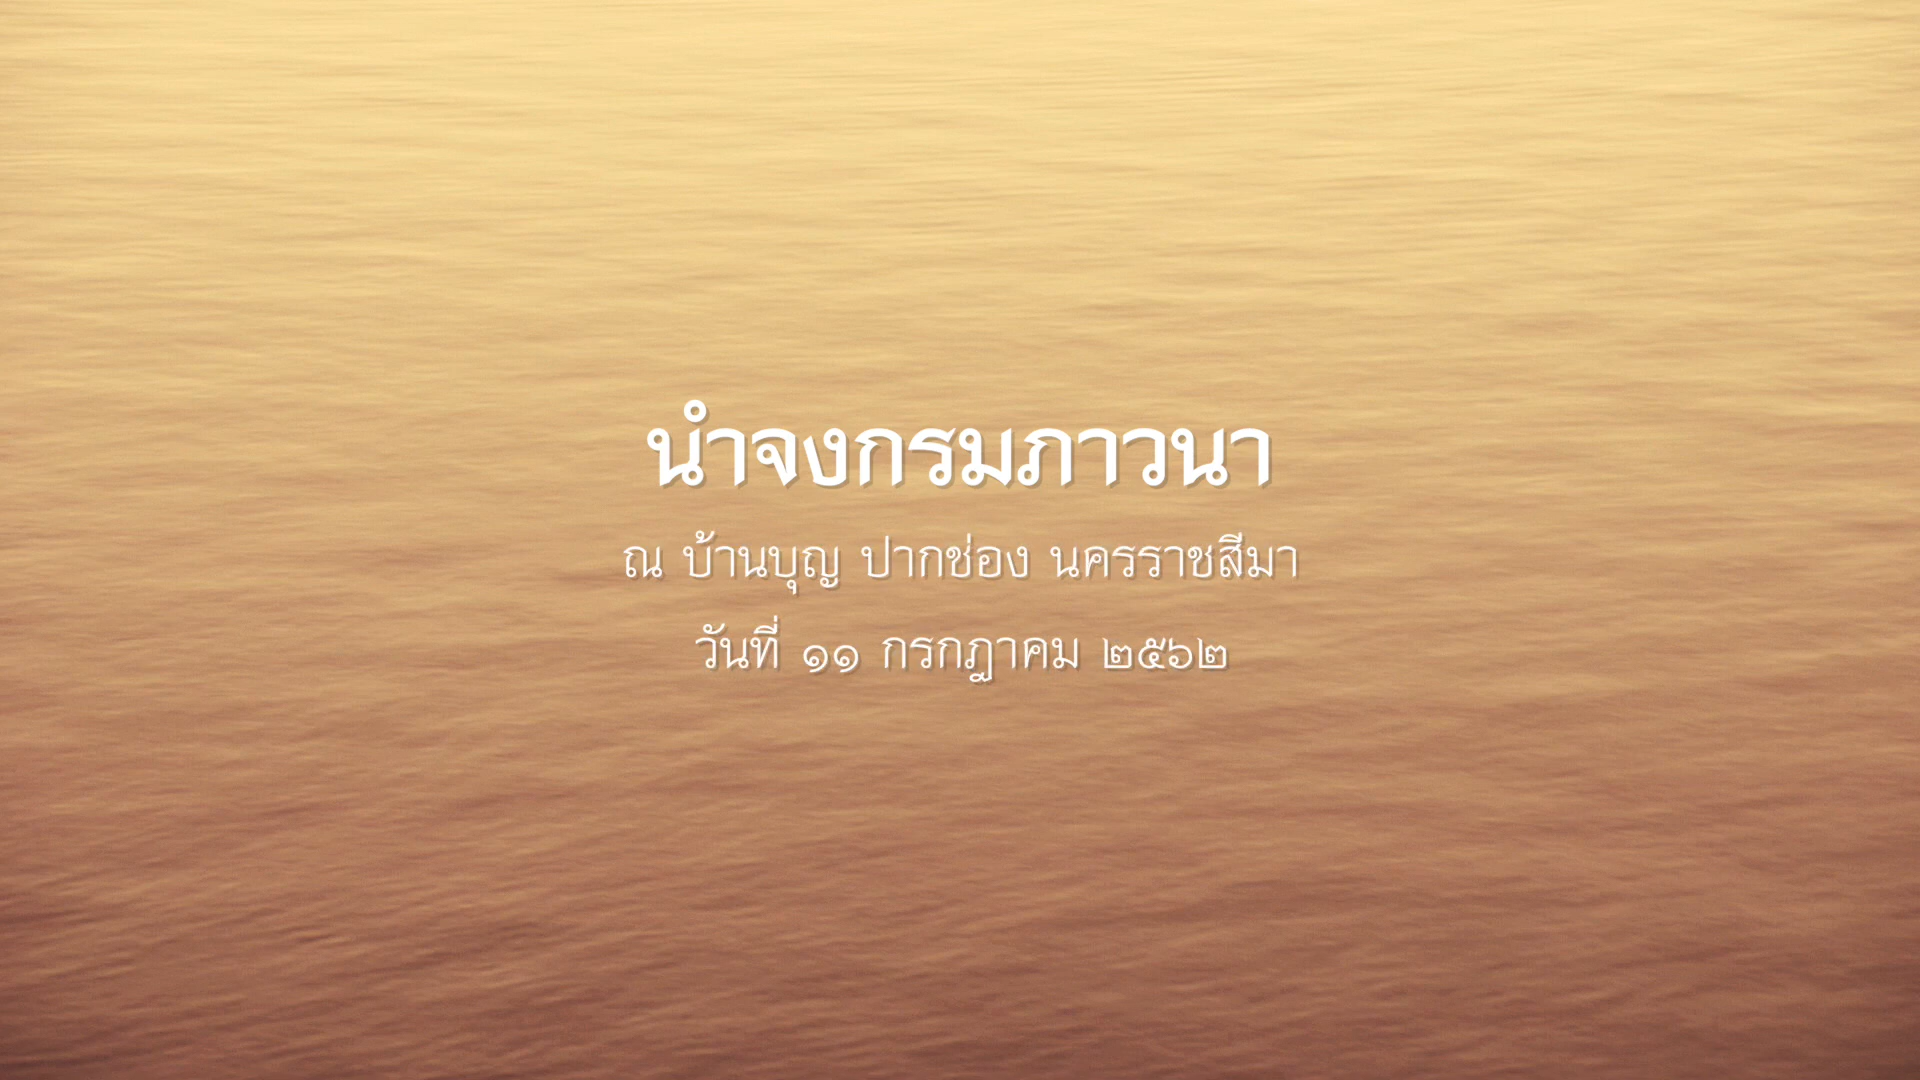 นำจงกรมภาวนา
ณ บ้านบุญ ปากช่อง นครราชสีมา
วันที่ ๑๑ กรกฎาคม ๒๕๖๒